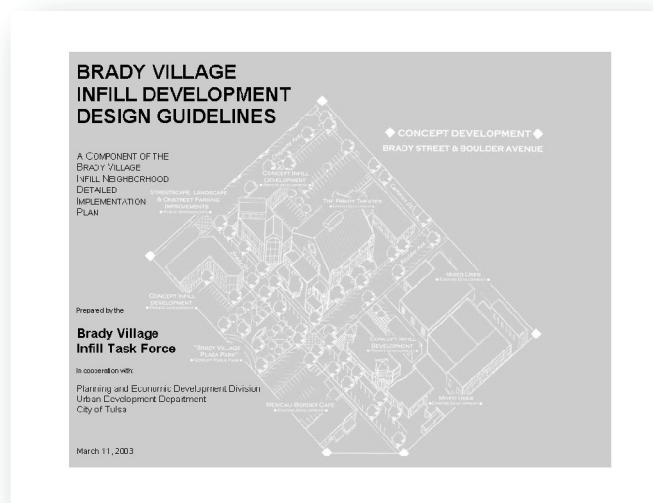 BRADY VILLAGE
INFILL DEVELOPMENT
DESIGN GUIDELINES
CONCEPT DEVELOPMENT
BRADY STREET & BOULDER AVENUE
A COMPONENT OF THE
BRADY VILLAGE
INFILL NEIGHBORHOOD
DETAILED
IMPLEMENTATION
PLAN
CONCEPT INFILL
DEVELOPMENT
STREETSCAPE, LANDSCAPE
& ONSTREET PARKING
IMPROVEMENTS
THE BRADY THEATER
MIXED USES
CONCEPT INFILL
DEVELOPMENT
Prepared by the
Brady Village
Infill Task Force
"BRADY VILLAGE
PLAZA PARK"
CONCEPT INFILL
DEVELOPMENT
In cooperation with:
Planning and Economic Development Division
Urban Development Department
City of Tulsa
MEXICALI BORDER CAFE
MIXED USES
March 11, 2003